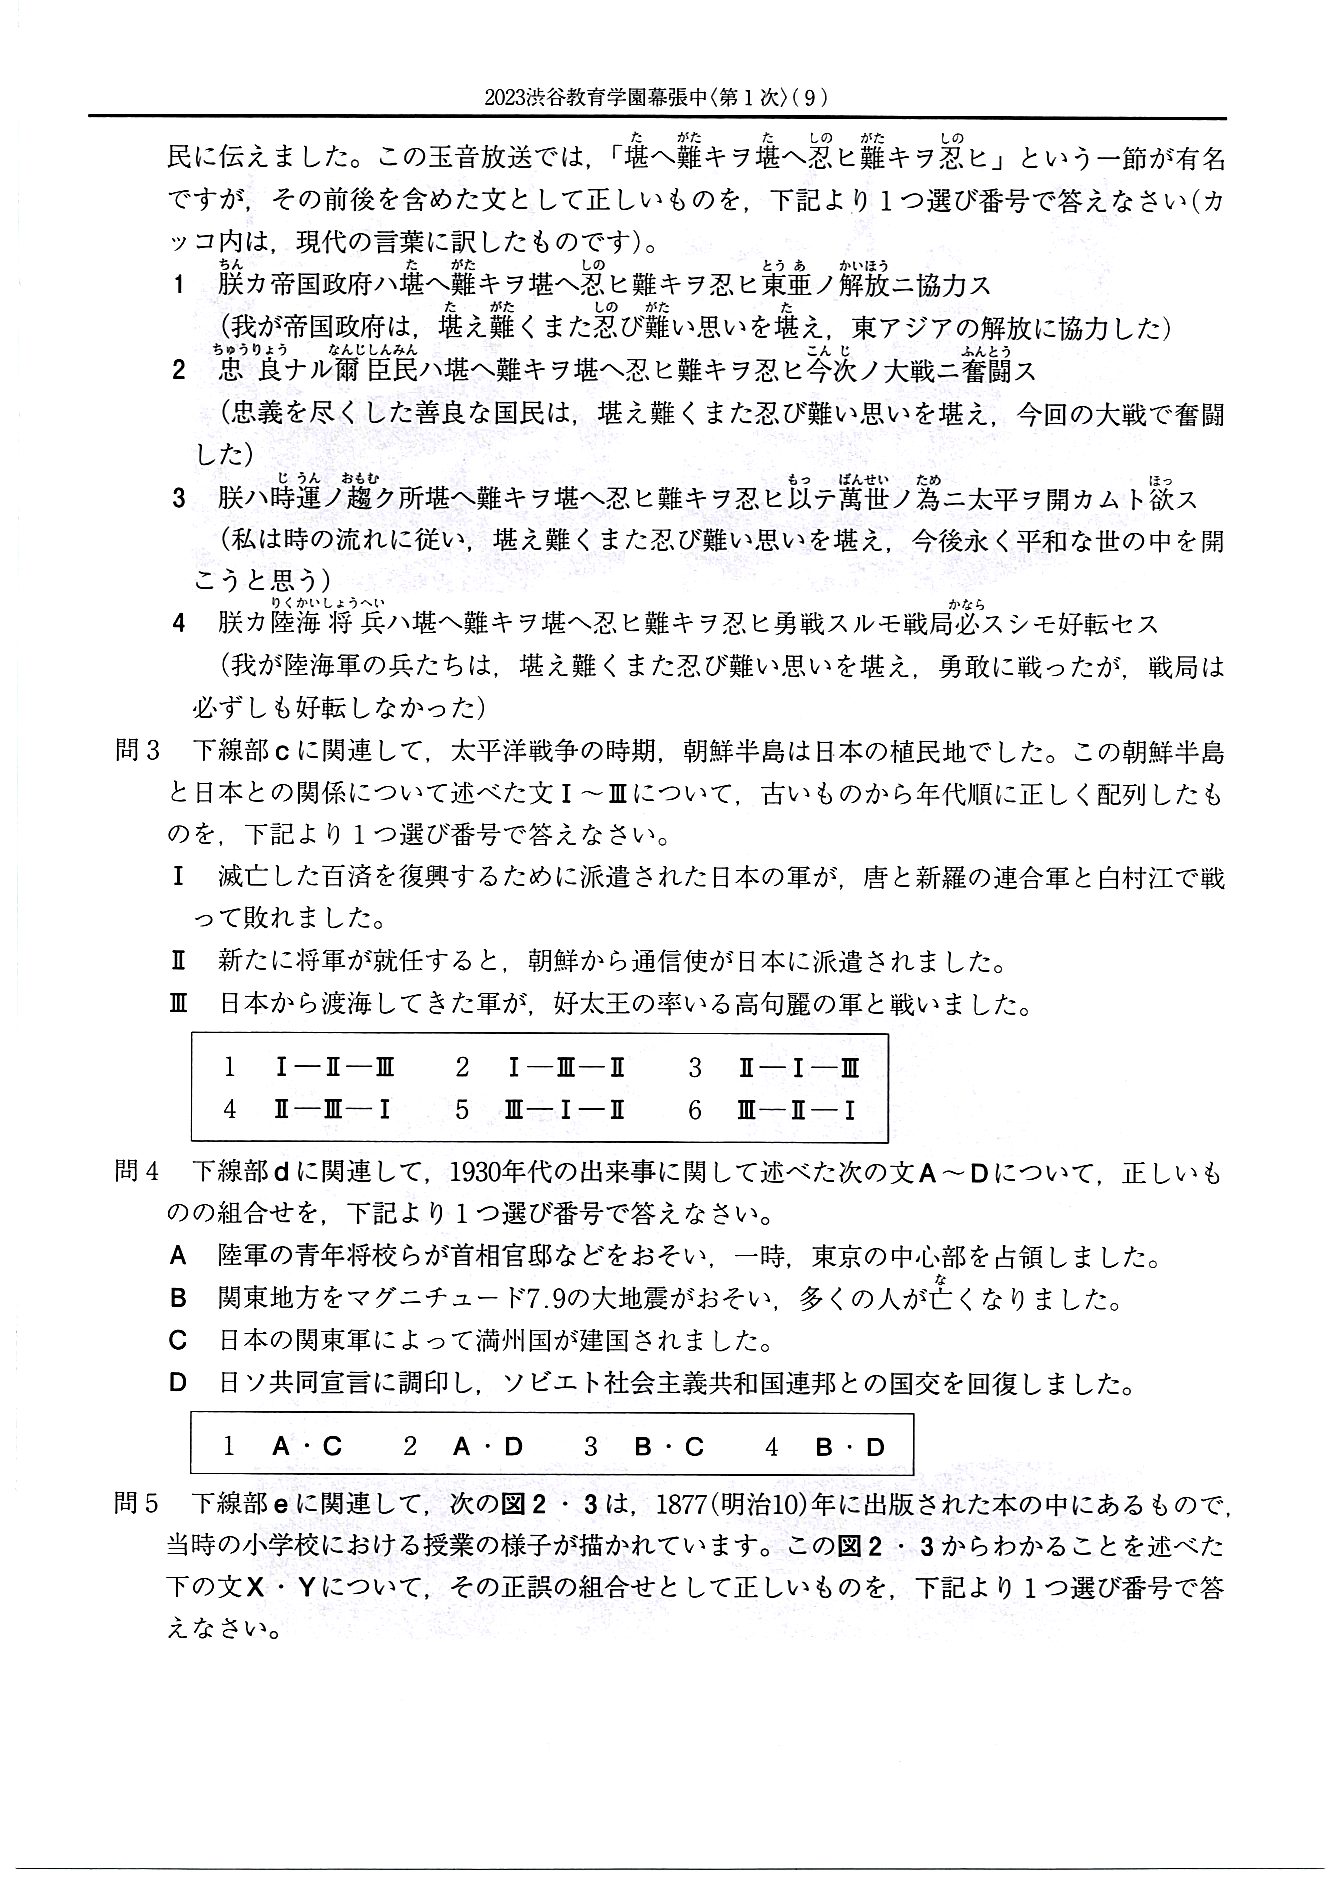 2023渋谷教育学園幕張中〈第1次〉(9)
民に伝えました。この玉音放送では，「堪へ難キヲ堪へ忍ヒ難キヲ忍ヒ」という一節が有名
ですが，その前後を含めた文として正しいものを，下記より1つ選び番号で答えなさい(カ
ッコ内は，現代の言葉に訳したものです)。
1 朕カ帝国政府ハ堪へ難キヲ堪へ忍ヒ難キヲ忍ヒ東亜ノ解放ニ協力ス
(我が帝国政府は，堪え難くまた忍び難い思いを堪え，東アジアの解放に協力した)
2 忠良ナル爾臣民ハ堪へ難キヲ堪へ忍ヒ難キヲ忍ヒ今次ノ大戦ニ奮闘ス
(忠義を尽くした善良な国民は，堪え難くまた忍び難い思いを堪え，今回の大戦で奮闘
した)
3 朕ハ時運ノ趨ク所堪へ難キヲ堪へ忍ヒ難キヲ忍ヒ以テ萬世ノ為ニ太平ヲ開カムト欲ス
(私は時の流れに従い，堪え難くまた忍び難い思いを堪え，今後永く平和な世の中を開
こうと思う)
4 朕カ陸海将兵ハ堪へ難キヲ堪へ忍ヒ難キヲ忍ヒ勇戦スルモ戦局必スシモ好転セス
(我が陸海軍の兵たちは，堪え難くまた忍び難い思いを堪え，勇敢に戦ったが，戦局は
必ずしも好転しなかった)
問3 下線部cに関連して，太平洋戦争の時期，朝鮮半島は日本の植民地でした。この朝鮮半島
と日本との関係について述べた文Ⅰ～Ⅲについて，古いものから年代順に正しく配列したも
のを，下記より1つ選び番号で答えなさい。
Ⅰ 滅亡した百済を復興するために派遣された日本の軍が，唐と新羅の連合軍と白村江で戦
って敗れました。
Ⅱ 新たに将軍が就任すると，朝鮮から通信使が日本に派遣されました。
Ⅲ 日本から渡海してきた軍が，好太王の率いる高句麗の軍と戦いました。
1 Ⅰ―Ⅱ―Ⅲ 2 Ⅰ―Ⅲ―Ⅱ 3 Ⅱ―Ⅰ―Ⅲ
4 Ⅱ―Ⅲ―Ⅰ 5 Ⅲ―Ⅰ―Ⅱ 6 Ⅲ―Ⅱ―Ⅰ
問4 下線部dに関連して，1930年代の出来事に関して述べた次の文A～Dについて，正しいも
のの組合せを，下記より1つ選び番号で答えなさい。
A 陸軍の青年将校らが首相官邸などをおそい，一時，東京の中心部を占領しました。
B 関東地方をマグニチュード7.9の大地震がおそい，多くの人が亡くなりました。
C 日本の関東軍によって満州国が建国されました。
D 日ソ共同宣言に調印し，ソビエト社会主義共和国連邦との国交を回復しました。
1 A・C 2 A・D 3 B・C 4 B・D
問5 下線部eに関連して，次の図2・3は，1877(明治10)年に出版された本の中にあるもので，
当時の小学校における授業の様子が描かれています。この図2・3からわかることを述べた
下の文X・Yについて，その正誤の組合せとして正しいものを，下記より1つ選び番号で答
えなさい。